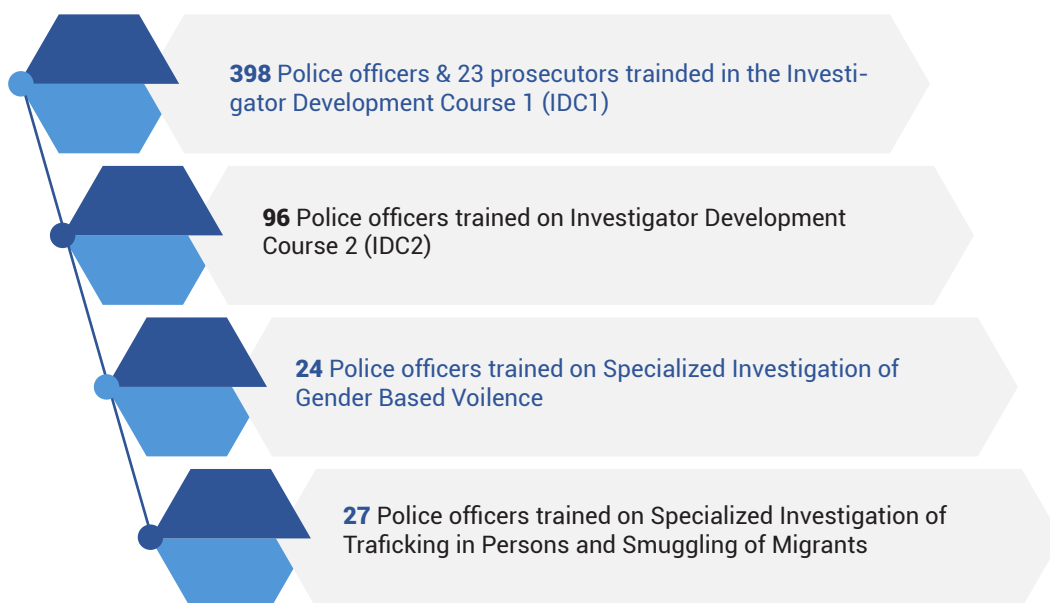 398 Police officers & 23 prosecutors trainded in the Investi-
gator Development Course 1 (IDC1)
96 Police officers trained on Investigator Development
Course 2 (IDC2)
24 Police officers trained on Specialized Investigation of
Gender Based Voilence
27 Police officers trained on Specialized Investigation of
Traficking in Persons and Smuggling of Migrants